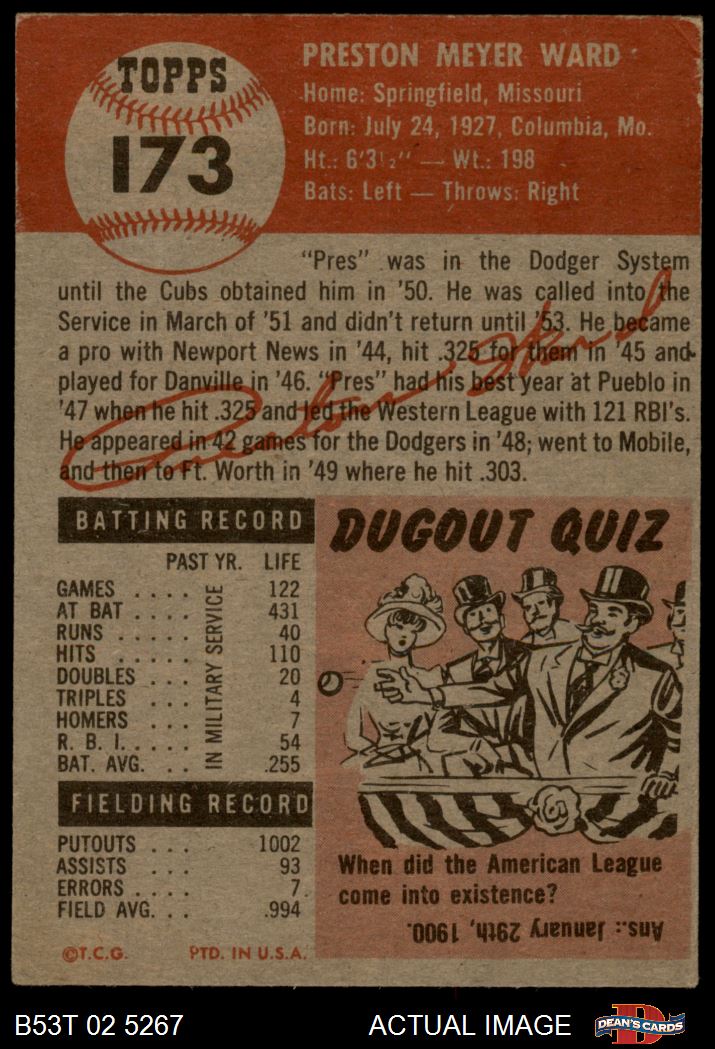 TOPPS
173
PRESTON MEYER WARD
Home: Springfield, Missouri
Born: July 24, 1927, Columbia, Mo.
Ht.: 6'3½" — Wt.: 198
Bats: Left — Throws: Right
"Pres" was in the Dodger System
until the Cubs obtained him in '50. He was called into the
Service in March of '51 and didn't return until '53. He became
a pro with Newport News in '44, hit .325 for them in '45 and
played for Danville in '46. "Pres" had his best year at Pueblo in
'47 when he hit .325 and led the Western League with 121 RBI's.
He appeared in 42 games for the Dodgers in '48; went to Mobile,
and then to Ft. Worth in '49 where he hit .303.
Preston Ward
BATTING RECORD
PAST YR. LIFE
GAMES .... 122
AT BAT .... 431
RUNS ..... 40
HITS ..... 110
DOUBLES ... 20
TRIPLES ... 4
HOMERS ... 7
R. B. I...... 54
BAT. AVG. .. .255
IN MILITARY SERVICE
FIELDING RECORD
PUTOUTS ... 1002
ASSISTS ... 93
ERRORS .... 7
FIELD AVG. .. .994
©T.C.G. PTD. IN U.S.A.
DUGOUT QUIZ
When did the American League
come into existence?
Ans.: January 29th, 1900.
B53T 02 5267 ACTUAL IMAGE
D
DEAN'S CARDS